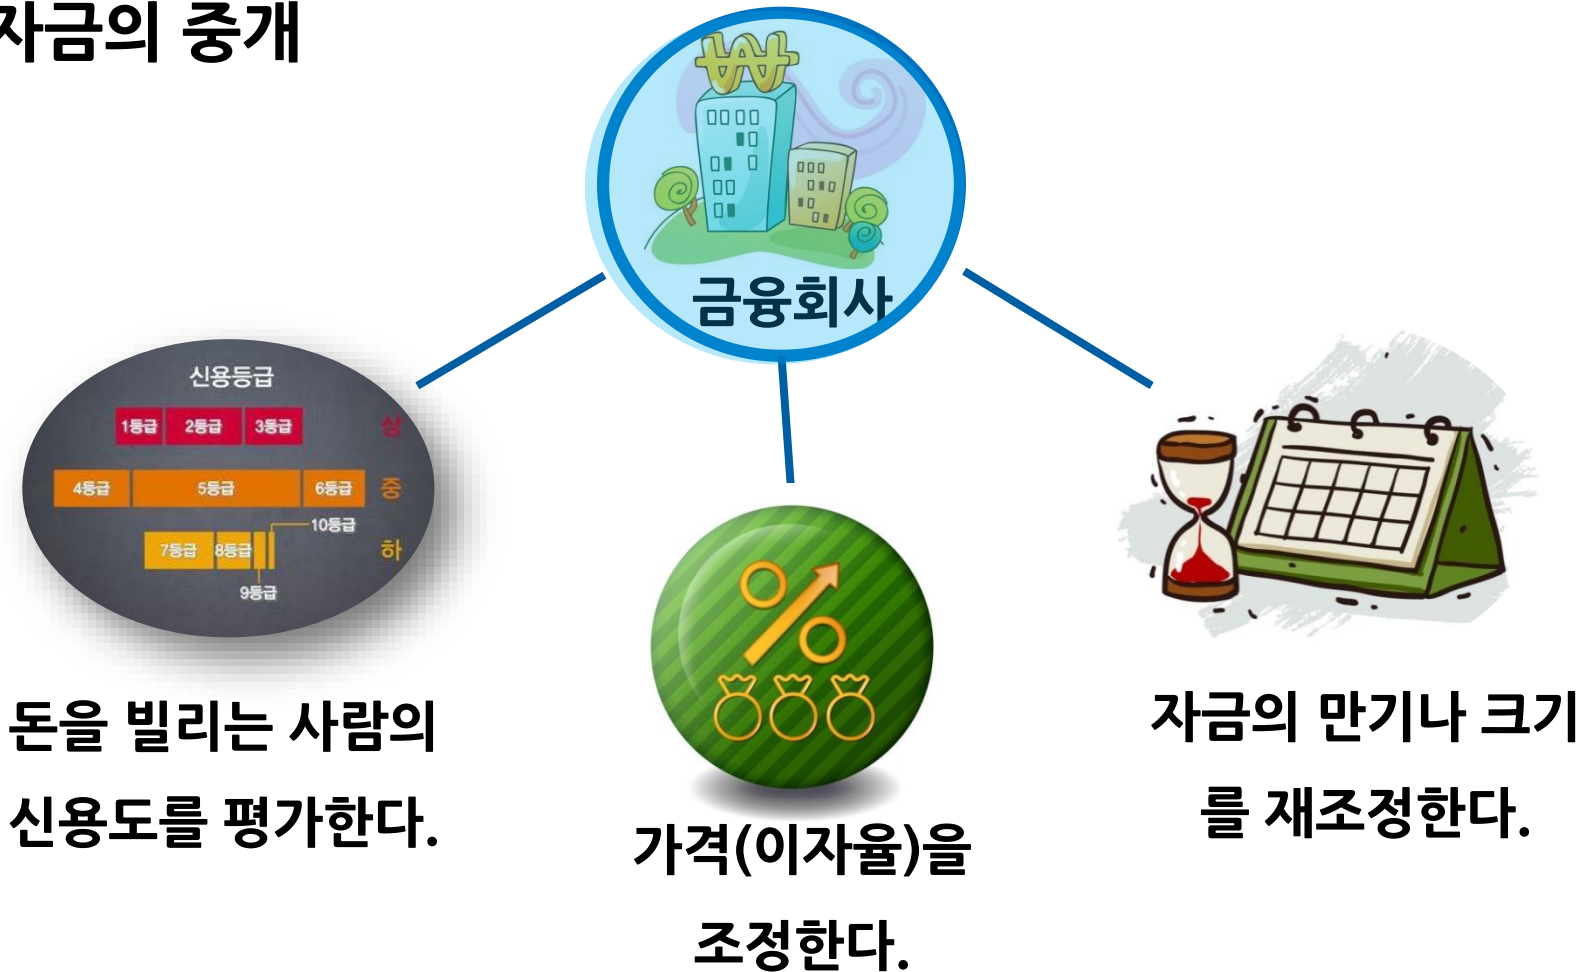 자금의 중개
금융회사
신용등급
1등급 2등급 3등급 상
4등급 5등급 6등급 중
10등급
7등급 8등급 하
9등급
돈을 빌리는 사람의
신용도를 평가한다.
가격(이자율)을
조정한다.
자금의 만기나 크기
를 재조정한다.